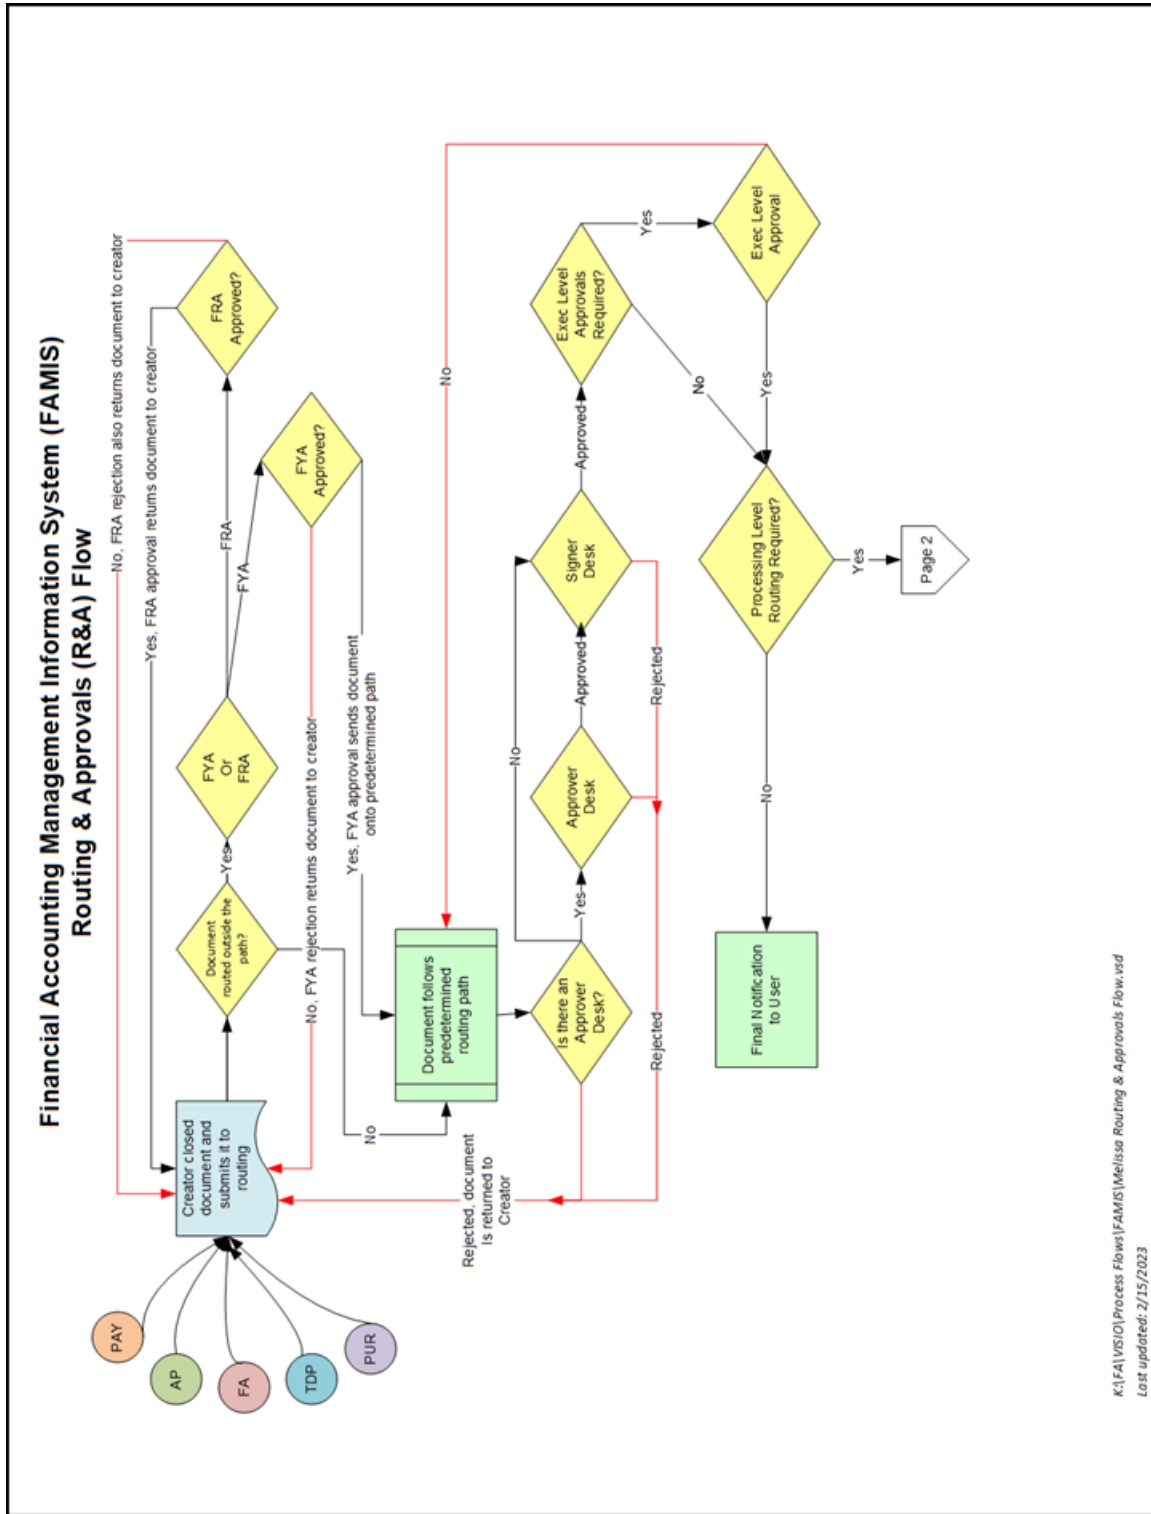 Financial Accounting Management Information System (FAMIS)
Routing & Approvals (R&A) Flow
No, FRA rejection also returns document to creator
Yes, FRA approval returns document to creator
PAY
AP
FA
TDP
PUR
Creator closed
document and
submits it to
routing
Document
routed outside the
path?
Yes
FYA
Or
FRA
FRA
FYA
FRA
Approved?
FYA
Approved?
No, FYA rejection returns document to creator
Yes, FYA approval sends document
onto predetermined path
No
Document follows
predetermined
routing path
No
Rejected, document
Is returned to
Creator
Is there an
Approver
Desk?
Yes
No
Approver
Desk
Approved
Signer
Desk
Approved
Exec Level
Approvals
Required?
Yes
No
Rejected
Rejected
Exec Level
Approval
Yes
Processing Level
Routing Required?
No
Yes
Final Notification
to User
Page 2
K:\FA\VISIO\Process Flows\FAMIS\Melissa Routing & Approvals Flow.vsd
Last updated: 2/15/2023